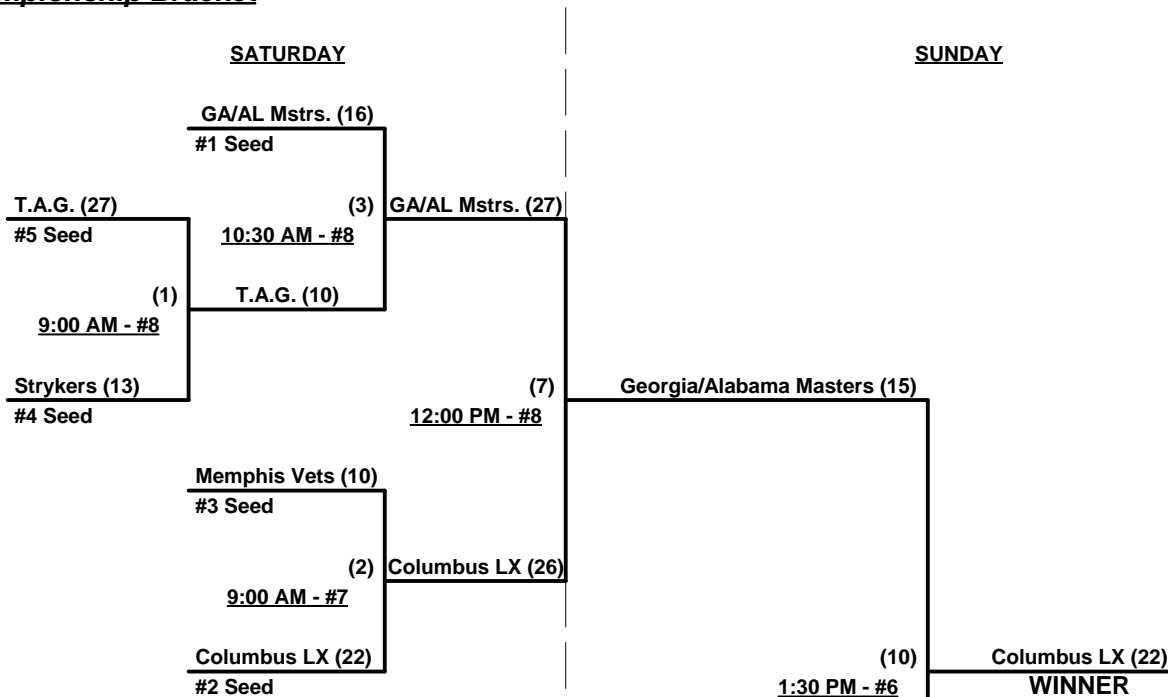 SATURDAY
SUNDAY
GA/AL Mstrs. (16)
#1 Seed
T.A.G. (27)
#5 Seed
(3)
10:30 AM - #8
GA/AL Mstrs. (27)
(1)
9:00 AM - #8
T.A.G. (10)
Strykers (13)
#4 Seed
(7)
12:00 PM - #8
Georgia/Alabama Masters (15)
Memphis Vets (10)
#3 Seed
(2)
9:00 AM - #7
Columbus LX (26)
Columbus LX (22)
#2 Seed
(10)
1:30 PM - #6
Columbus LX (22)
WINNER